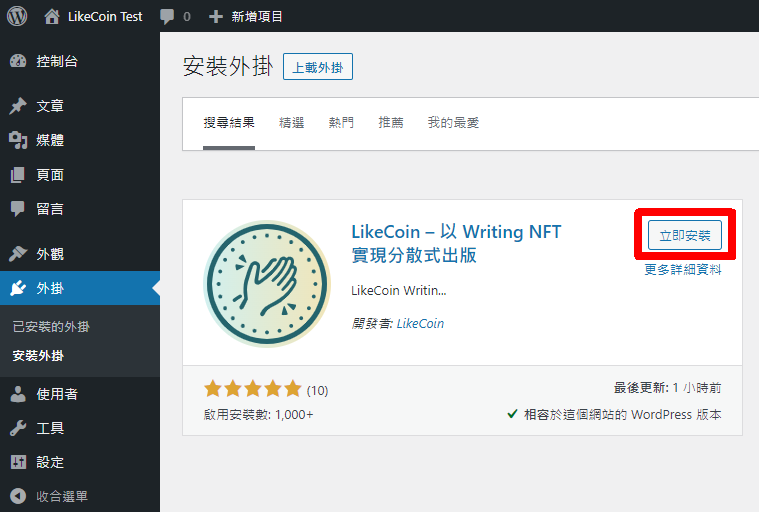 LikeCoin Test 0 新增項目
控制台
文章
媒體
頁面
留言
外觀
外掛
已安裝的外掛
安裝外掛
使用者
工具
設定
收合選單
安裝外掛 上載外掛
搜尋結果 精選 熱門 推薦 我的最愛
LikeCoin – 以 Writing NFT
實現分散式出版
立即安裝
更多詳細資料
LikeCoin Writin...
開發者: LikeCoin
(10)
最後更新: 1 小時前
啟用安裝數: 1,000+
相容於這個網站的 WordPress 版本